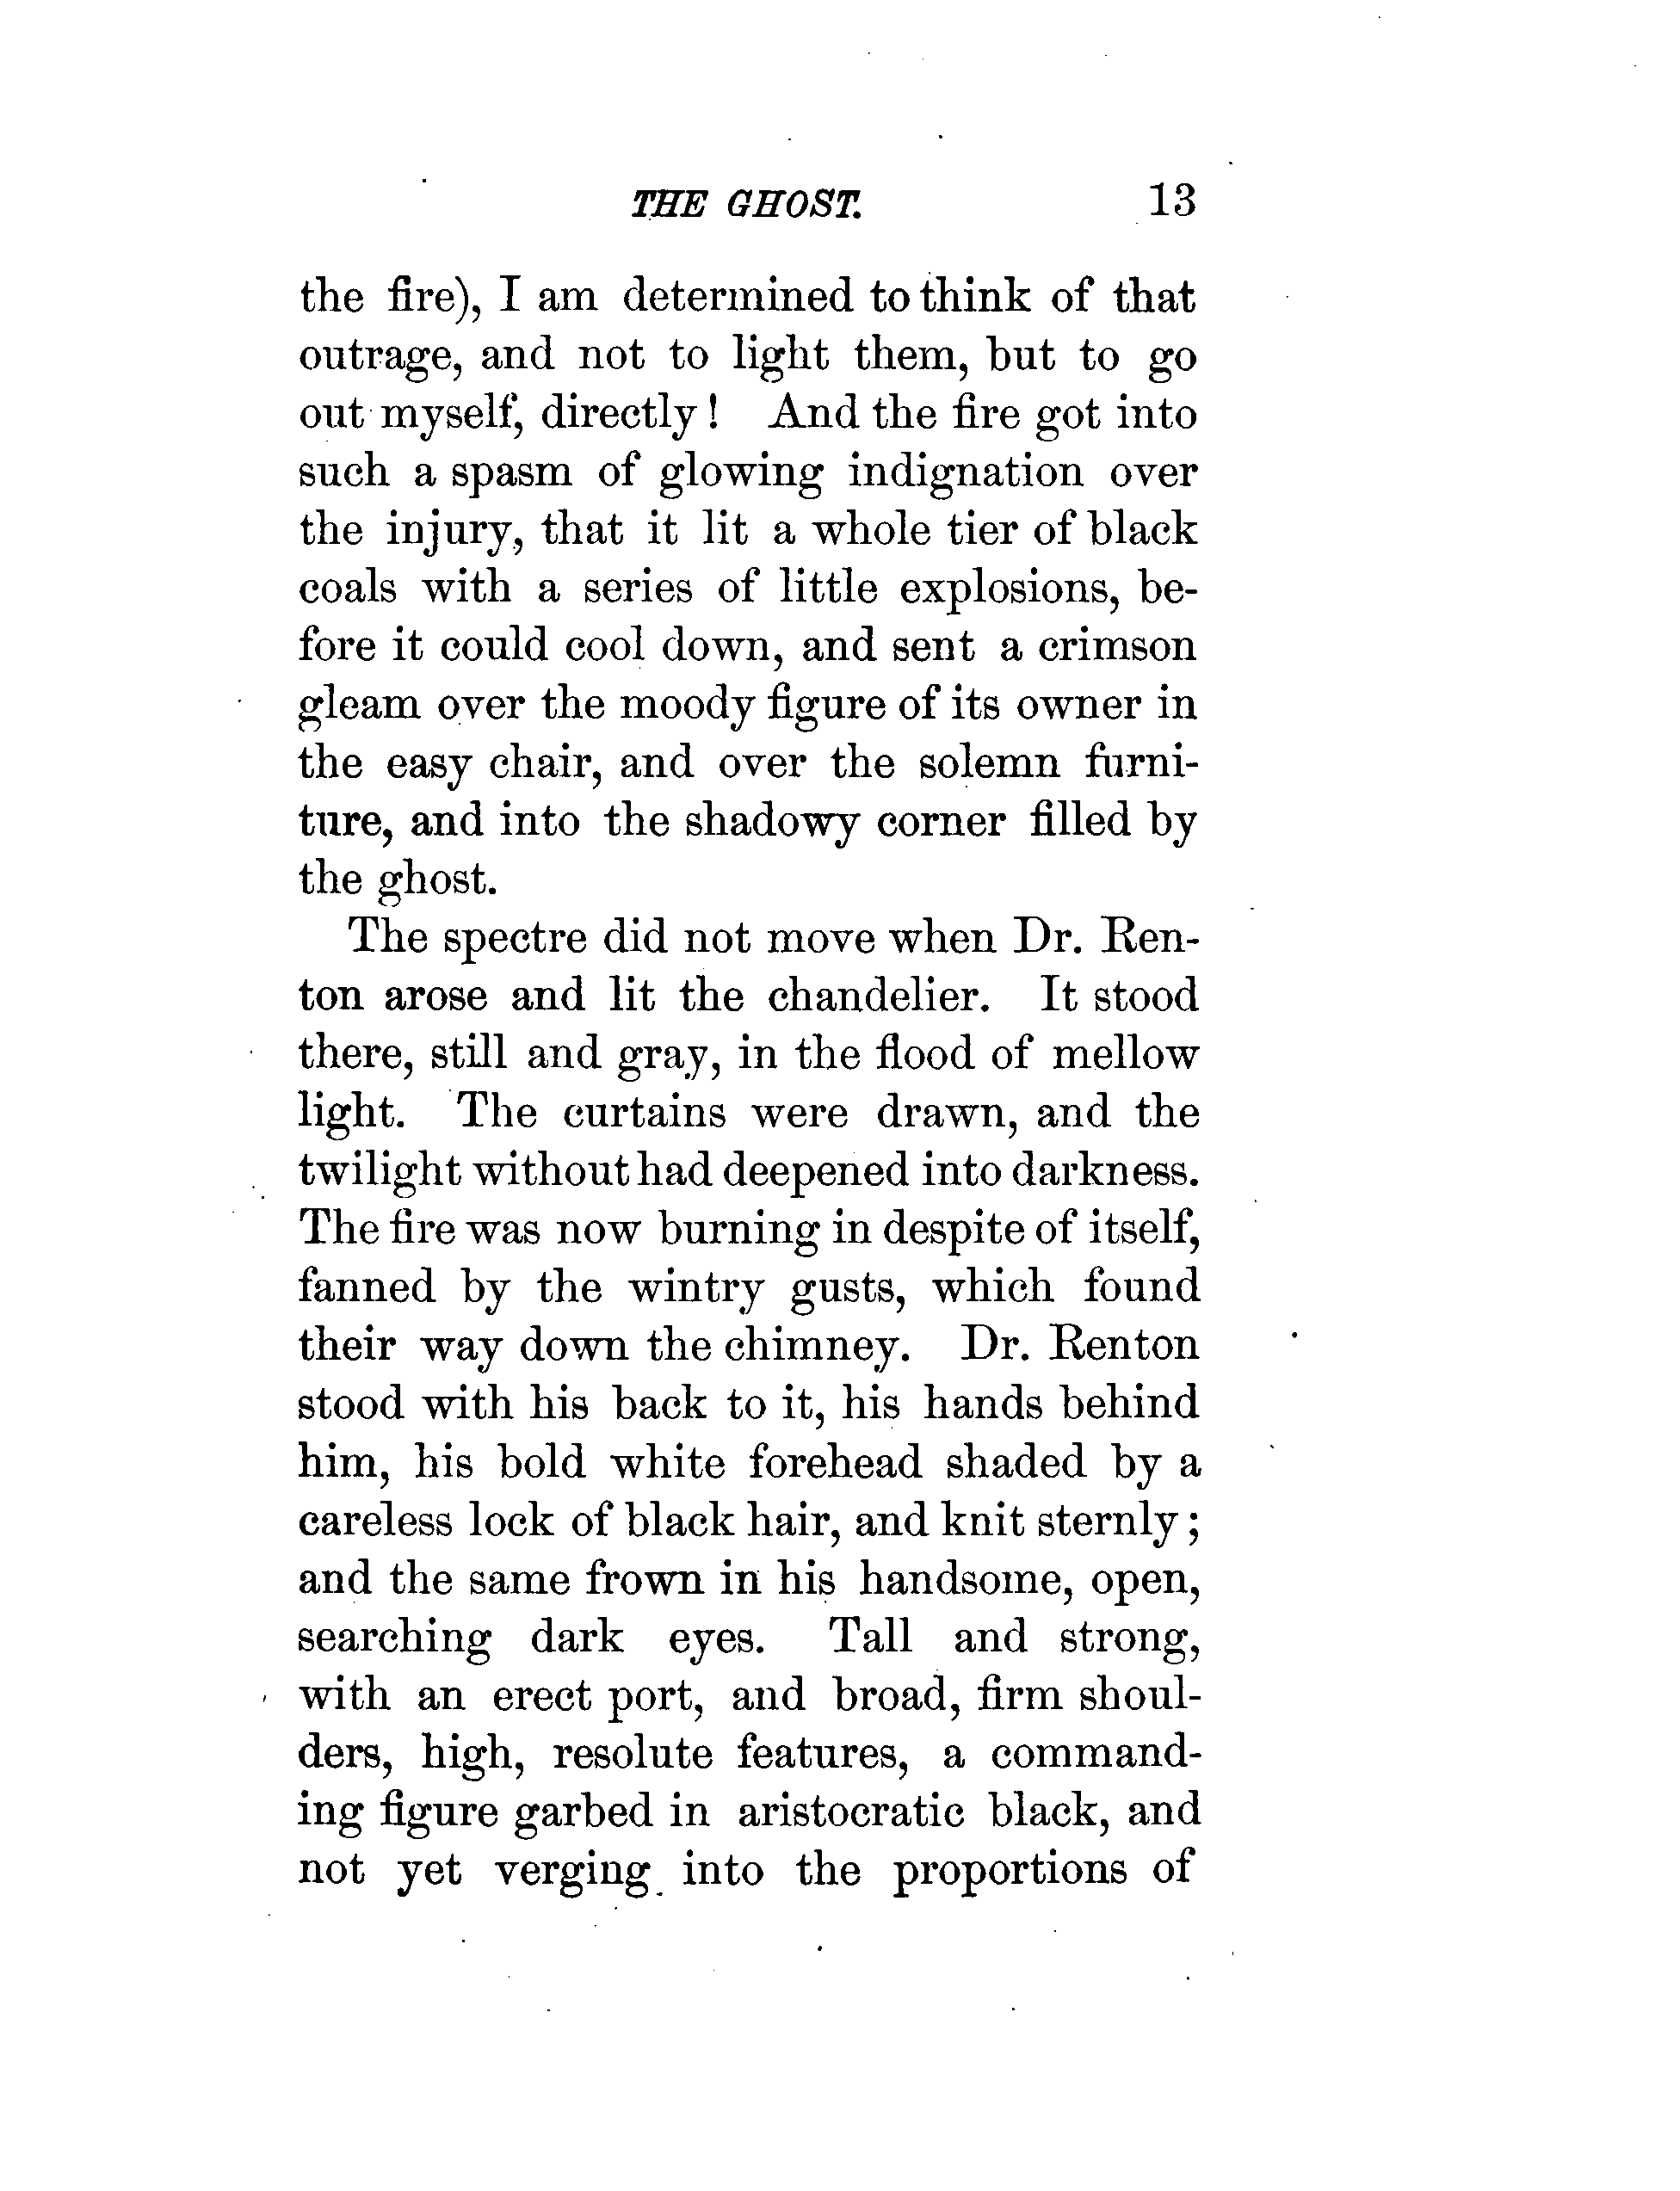 THE GHOST. 13
the fire), I am determined to think of that
outrage, and not to light them, but to go
out myself, directly! And the fire got into
such a spasm of glowing indignation over
the injury, that it lit a whole tier of black
coals with a series of little explosions, be-
fore it could cool down, and sent a crimson
gleam over the moody figure of its owner in
the easy chair, and over the solemn furni-
ture, and into the shadowy corner filled by
the ghost.
The spectre did not move when Dr. Ren-
ton arose and lit the chandelier. It stood
there, still and gray, in the flood of mellow
light. The curtains were drawn, and the
twilight without had deepened into darkness.
The fire was now burning in despite of itself,
fanned by the wintry gusts, which found
their way down the chimney. Dr. Renton
stood with his back to it, his hands behind
him, his bold white forehead shaded by a
careless lock of black hair, and knit sternly;
and the same frown in his handsome, open,
searching dark eyes. Tall and strong,
with an erect port, and broad, firm shoul-
ders, high, resolute features, a command-
ing figure garbed in aristocratic black, and
not yet verging into the proportions of